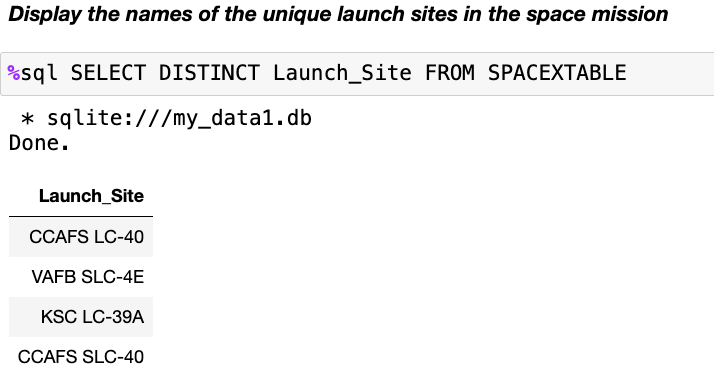 Display the names of the unique launch sites in the space mission
%sql SELECT DISTINCT Launch_Site FROM SPACEXTABLE
* sqlite:///my_data1.db
Done.
Launch_Site
CCAFS LC-40
VAFB SLC-4E
KSC LC-39A
CCAFS SLC-40